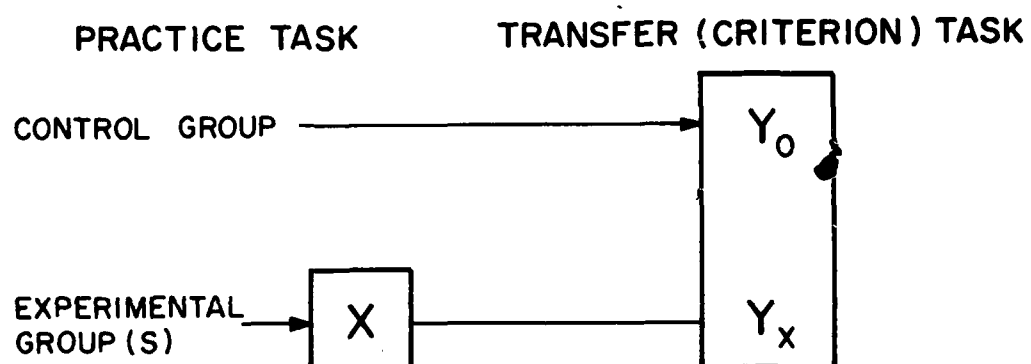 PRACTICE TASK
TRANSFER (CRITERION) TASK
CONTROL GROUP
Y₀
EXPERIMENTAL
GROUP(S)
X
Yₓ